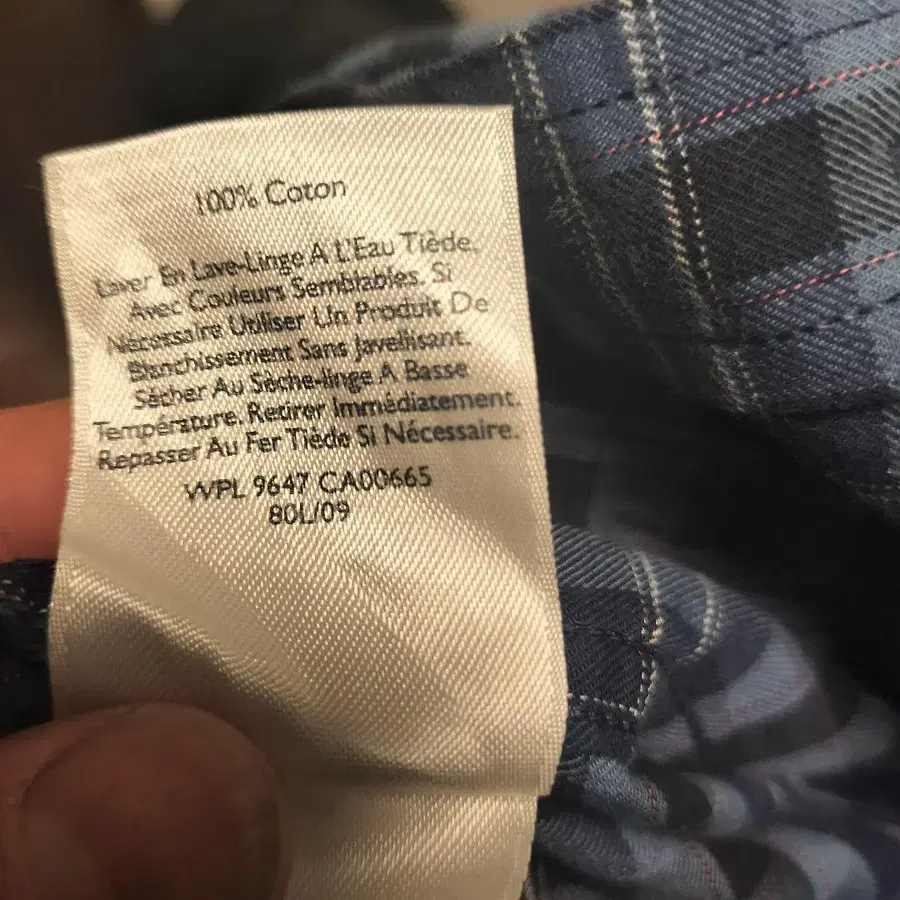 100% Coton
Laver En Lave-Linge A L'Eau Tiède.
Avec Couleurs Semblables. Si
Nécessaire Utiliser Un Produit De
Blanchissement Sans Javellisant.
Sécher Au Sèche-linge A Basse
Température. Retirer Immédiatement.
Repasser Au Fer Tiède Si Nécessaire.
WPL 9647 CA00665
80L/09